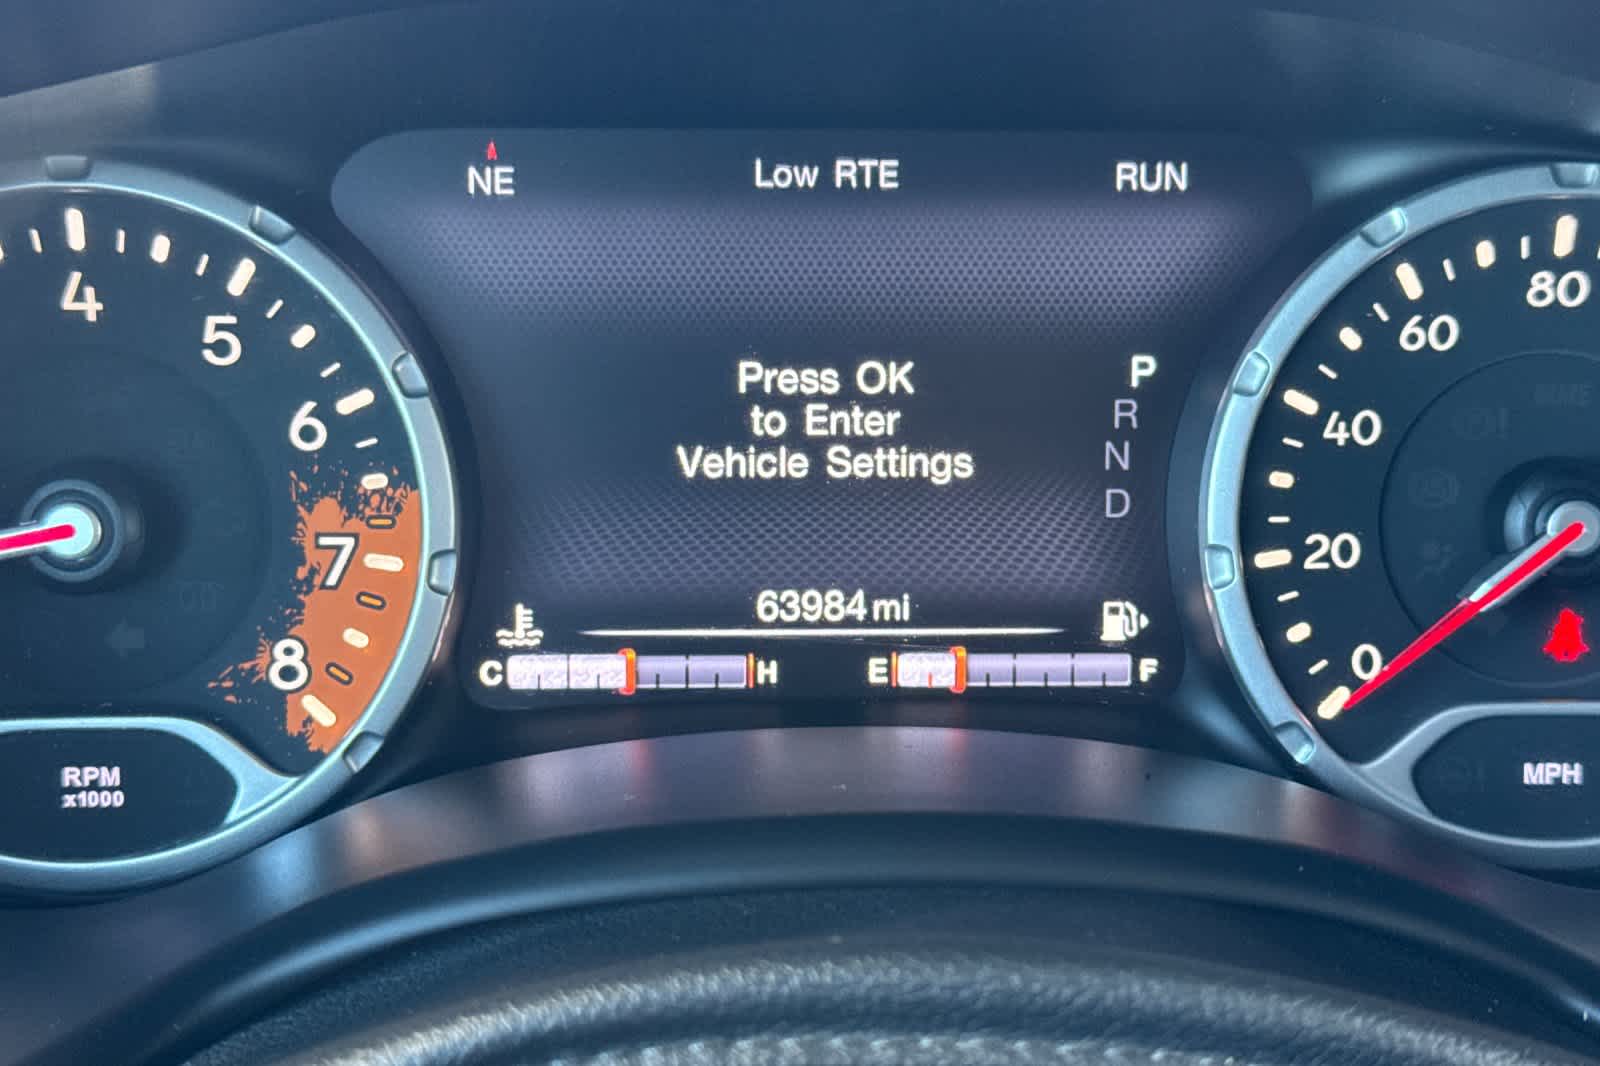 NE
Low RTE
RUN
4
5
6
7
8
RPM
x1000
Press OK
to Enter
Vehicle Settings
P
R
N
D
63984 mi
C
H
E
F
80
60
40
20
0
MPH